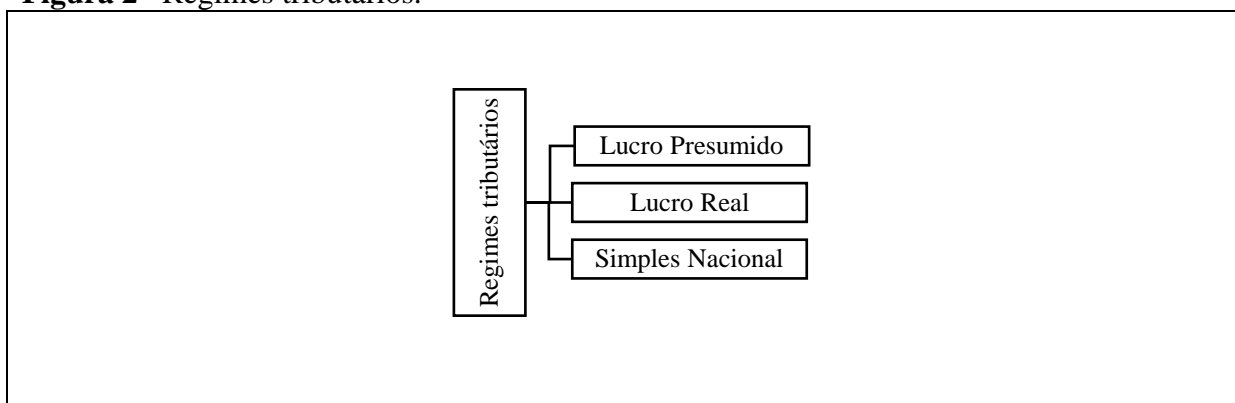 Figura 2 Regimes tributários.
Regimes tributários
Lucro Presumido
Lucro Real
Simples Nacional